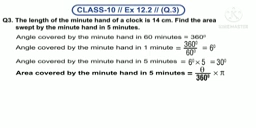 CLASS-10 // Ex 12.2 // (Q.3)
Q3. The length of the minute hand of a clock is 14 cm. Find the area
swept by the minute hand in 5 minutes.
Angle covered by the minute hand in 60 minutes = 360°
Angle covered by the minute hand in 1 minute = 360°/60° = 6°
Angle covered by the minute hand in 5 minutes = 6° × 5 = 30°
Area covered by the minute hand in 5 minutes = θ/360° × π